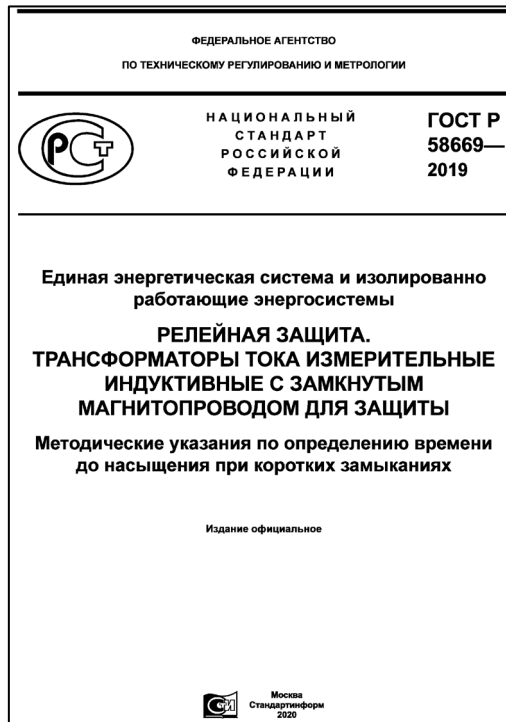 ФЕДЕРАЛЬНОЕ АГЕНТСТВО
ПО ТЕХНИЧЕСКОМУ РЕГУЛИРОВАНИЮ И МЕТРОЛОГИИ
РСТ
НАЦИОНАЛЬНЫЙ
СТАНДАРТ
РОССИЙСКОЙ
ФЕДЕРАЦИИ
ГОСТ Р
58669—
2019
Единая энергетическая система и изолированно
работающие энергосистемы
РЕЛЕЙНАЯ ЗАЩИТА.
ТРАНСФОРМАТОРЫ ТОКА ИЗМЕРИТЕЛЬНЫЕ
ИНДУКТИВНЫЕ С ЗАМКНУТЫМ
МАГНИТОПРОВОДОМ ДЛЯ ЗАЩИТЫ
Методические указания по определению времени
до насыщения при коротких замыканиях
Издание официальное
Москва
Стандартинформ
2020